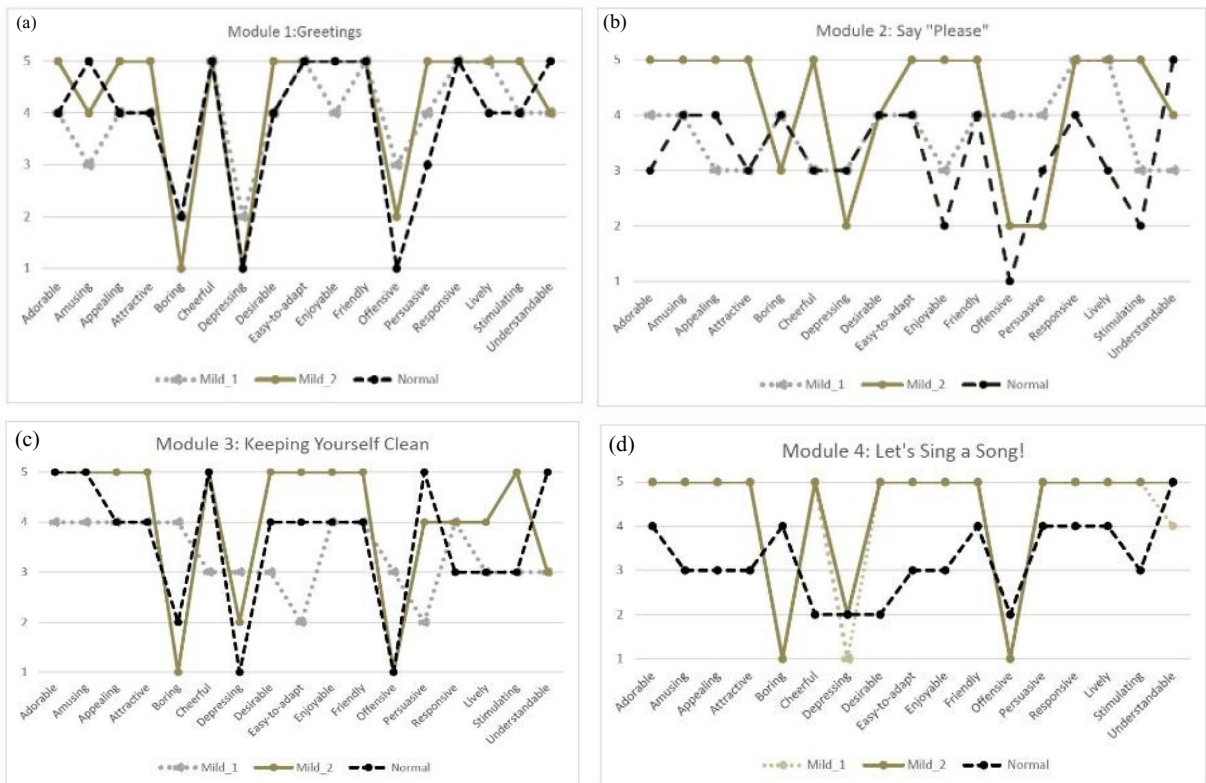 (a)
Module 1:Greetings
5
4
3
2
1
Adorable
Amusing
Appealing
Attractive
Boring
Cheerful
Depressing
Desirable
Easy-to-adapt
Enjoyable
Friendly
Offensive
Persuasive
Responsive
Lively
Stimulating
Understandable
Mild_1 Mild_2 Normal
(b)
Module 2: Say "Please"
5
4
3
2
1
Adorable
Amusing
Appealing
Attractive
Boring
Cheerful
Depressing
Desirable
Easy-to-adapt
Enjoyable
Friendly
Offensive
Persuasive
Responsive
Lively
Stimulating
Understandable
Mild_1 Mild_2 Normal
(c)
Module 3: Keeping Yourself Clean
5
4
3
2
1
Adorable
Amusing
Appealing
Attractive
Boring
Cheerful
Depressing
Desirable
Easy-to-adapt
Enjoyable
Friendly
Offensive
Persuasive
Responsive
Lively
Stimulating
Understandable
Mild_1 Mild_2 Normal
(d)
Module 4: Let's Sing a Song!
5
4
3
2
1
Adorable
Amusing
Appealing
Attractive
Boring
Cheerful
Depressing
Desirable
Easy-to-adapt
Enjoyable
Friendly
Offensive
Persuasive
Responsive
Lively
Stimulating
Understandable
Mild_1 Mild_2 Normal